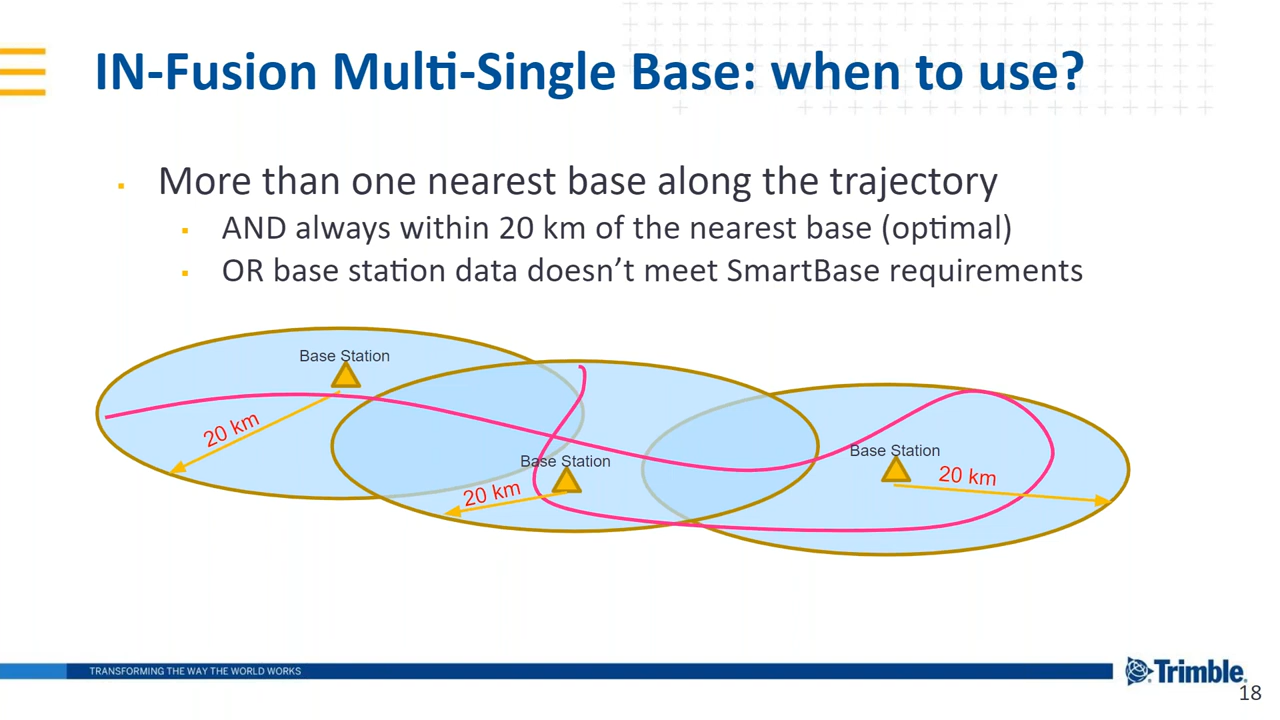 IN-Fusion Multi-Single Base: when to use?
▪ More than one nearest base along the trajectory
▪ AND always within 20 km of the nearest base (optimal)
▪ OR base station data doesn’t meet SmartBase requirements
Base Station
20 km
Base Station
20 km
Base Station
20 km
TRANSFORMING THE WAY THE WORLD WORKS
Trimble.
18